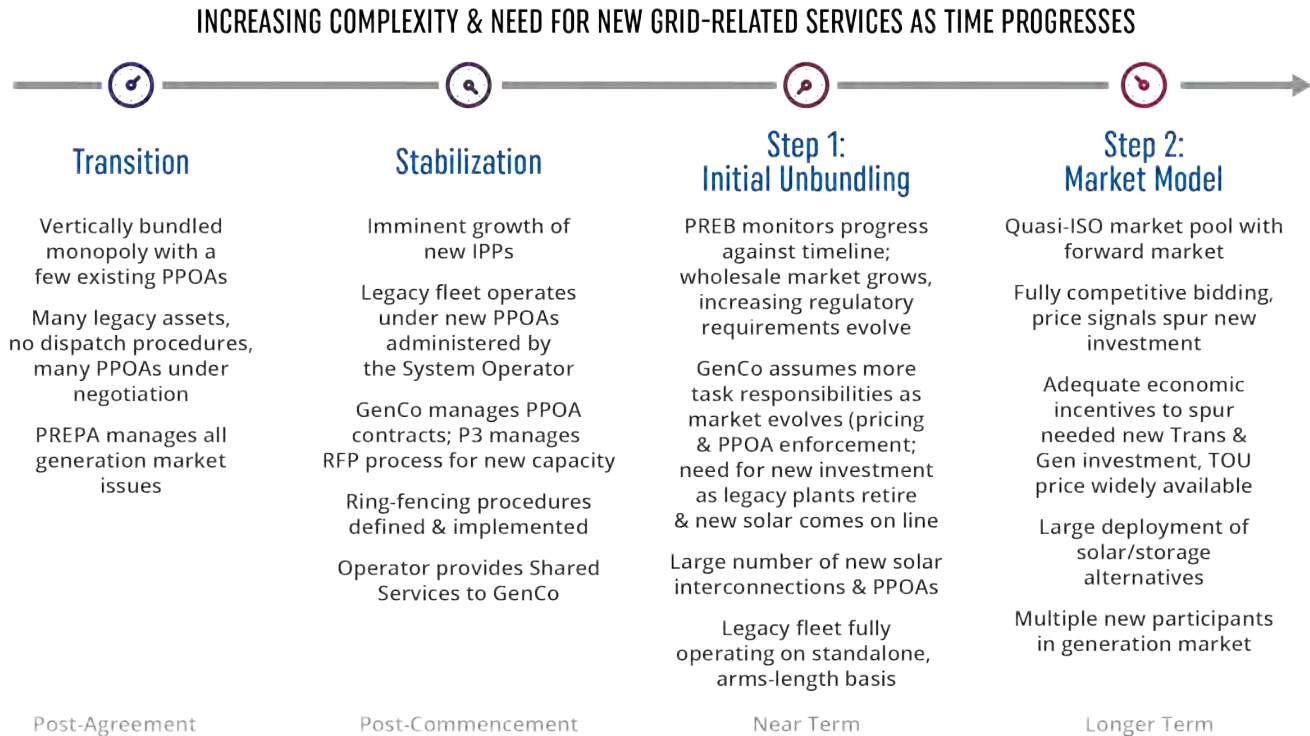 INCREASING COMPLEXITY & NEED FOR NEW GRID-RELATED SERVICES AS TIME PROGRESSES
Transition
Vertically bundled
monopoly with a
few existing PPOAs
Many legacy assets,
no dispatch procedures,
many PPOAs under
negotiation
PREPA manages all
generation market
issues
Post-Agreement
Stabilization
Imminent growth of
new IPPs
Legacy fleet operates
under new PPOAs
administered by
the System Operator
GenCo manages PPOA
contracts; P3 manages
RFP process for new capacity
Ring-fencing procedures
defined & implemented
Operator provides Shared
Services to GenCo
Post-Commencement
Step 1:
Initial Unbundling
PREB monitors progress
against timeline;
wholesale market grows,
increasing regulatory
requirements evolve
GenCo assumes more
task responsibilities as
market evolves (pricing
& PPOA enforcement;
need for new investment
as legacy plants retire
& new solar comes on line
Large number of new solar
interconnections & PPOAs
Legacy fleet fully
operating on standalone,
arms-length basis
Near Term
Step 2:
Market Model
Quasi-ISO market pool with
forward market
Fully competitive bidding,
price signals spur new
investment
Adequate economic
incentives to spur
needed new Trans &
Gen investment, TOU
price widely available
Large deployment of
solar/storage
alternatives
Multiple new participants
in generation market
Longer Term